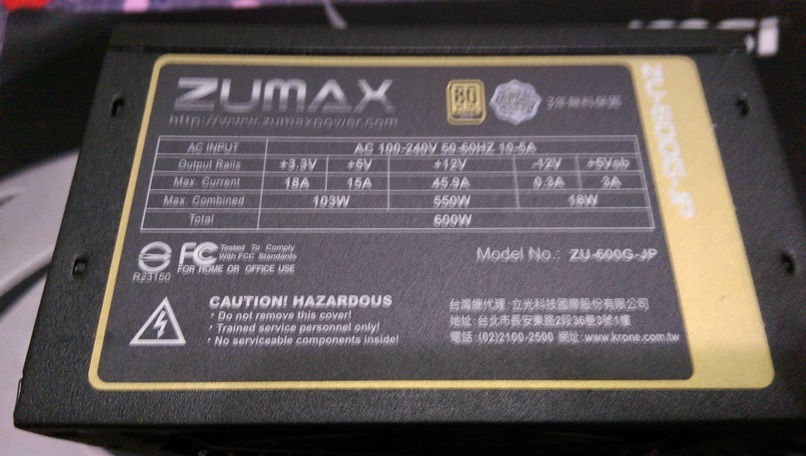 ZUMAX
http://www.zumaxpower.com
80
ZU-600G-JP
AC INPUT AC 100-240V 50-60HZ 10-5A
Output Rails +3.3V +5V +12V -12V +5Vsb
Max. Current 18A 15A 45.9A 0.3A 3A
Max. Combined 103W 550W 18W
Total 600W
R23150
FC Tested To Comply
With FCC Standards
FOR HOME OR OFFICE USE
Model No.: ZU-600G-JP
CAUTION! HAZARDOUS
Do not remove this cover!
Trained service personnel only!
No serviceable components inside!
台灣總代理:立光科技國際股份有限公司
地址:台北市長安東路2段36巷3號1樓
電話:(02)2100-2500 網址:www.krone.com.tw